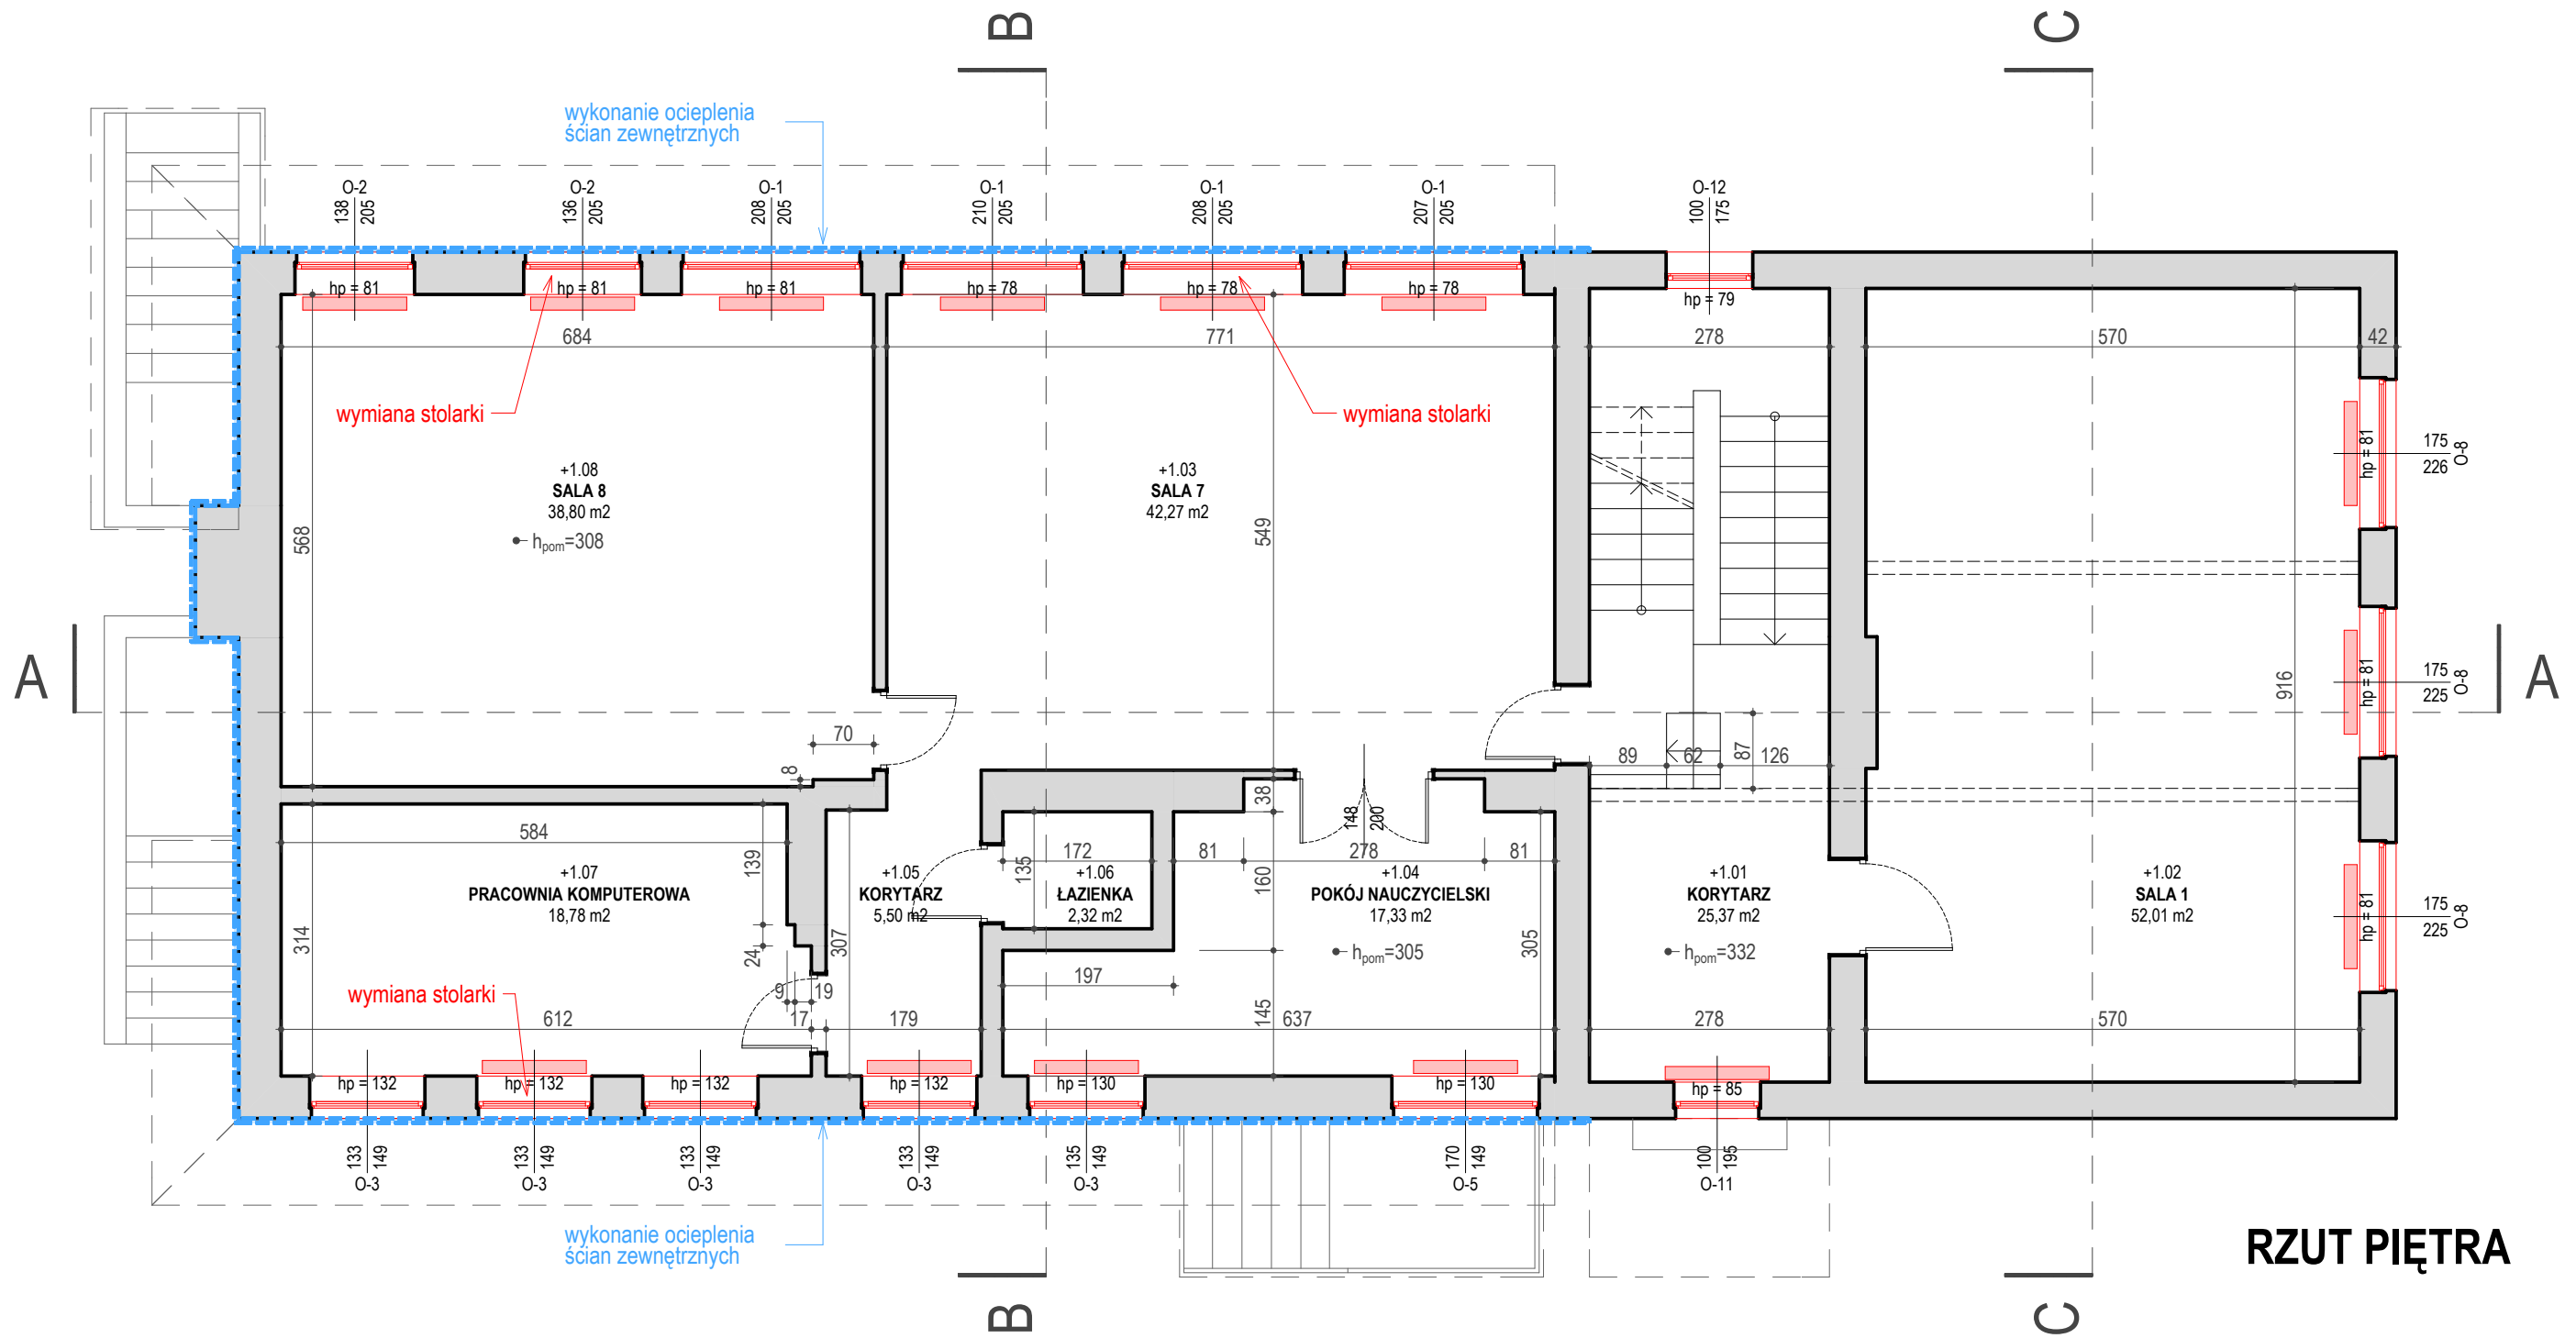 B
C
wykonanie ocieplenia
ścian zewnętrznych
O-2
138
205
O-2
136
205
O-1
208
205
O-1
210
205
O-1
208
205
O-1
207
205
O-12
100
175
hp = 81
hp = 81
hp = 81
hp = 78
hp = 78
hp = 78
hp = 79
684
771
278
570
42
wymiana stolarki
wymiana stolarki
hp = 81
175
226
O-8
+1.08
SALA 8
38,80 m2
hpom=308
+1.03
SALA 7
42,27 m2
568
549
A
A
hp = 81
175
225
O-8
916
70
8
89
62
87
126
38
148
200
584
139
172
135
81
278
81
160
+1.07
PRACOWNIA KOMPUTEROWA
18,78 m2
+1.05
KORYTARZ
5,50 m2
+1.06
ŁAZIENKA
2,32 m2
+1.04
POKÓJ NAUCZYCIELSKI
17,33 m2
hpom=305
+1.01
KORYTARZ
25,37 m2
hpom=332
+1.02
SALA 1
52,01 m2
hp = 81
175
225
O-8
314
24
307
305
wymiana stolarki
9
19
197
612
17
179
145
637
278
570
hp = 132
hp = 132
hp = 132
hp = 132
hp = 130
hp = 130
hp = 85
133
149
O-3
133
149
O-3
133
149
O-3
133
149
O-3
135
149
O-3
170
149
O-5
100
195
O-11
wykonanie ocieplenia
ścian zewnętrznych
RZUT PIĘTRA
B
C